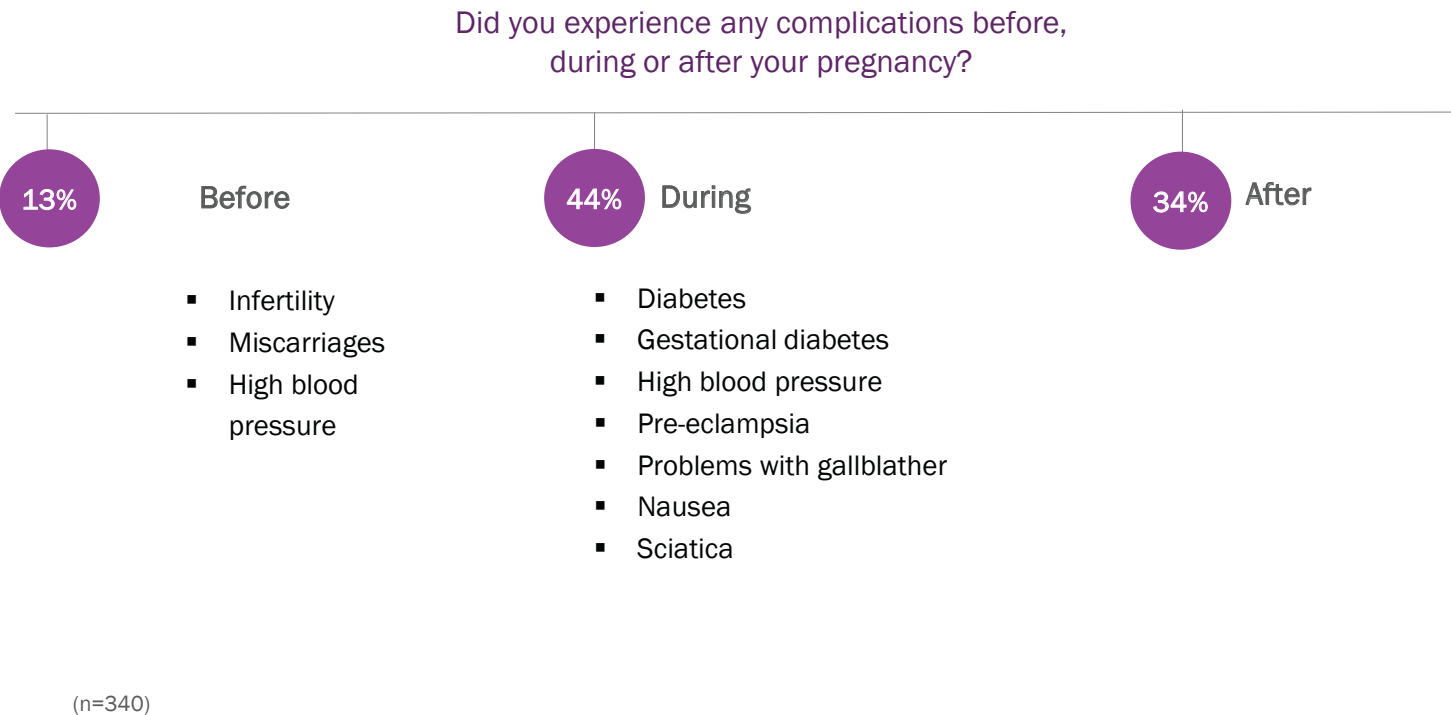 Did you experience any complications before,
during or after your pregnancy?
13%
Before
▪ Infertility
▪ Miscarriages
▪ High blood
pressure
44%
During
▪ Diabetes
▪ Gestational diabetes
▪ High blood pressure
▪ Pre-eclampsia
▪ Problems with gallblather
▪ Nausea
▪ Sciatica
34%
After
(n=340)